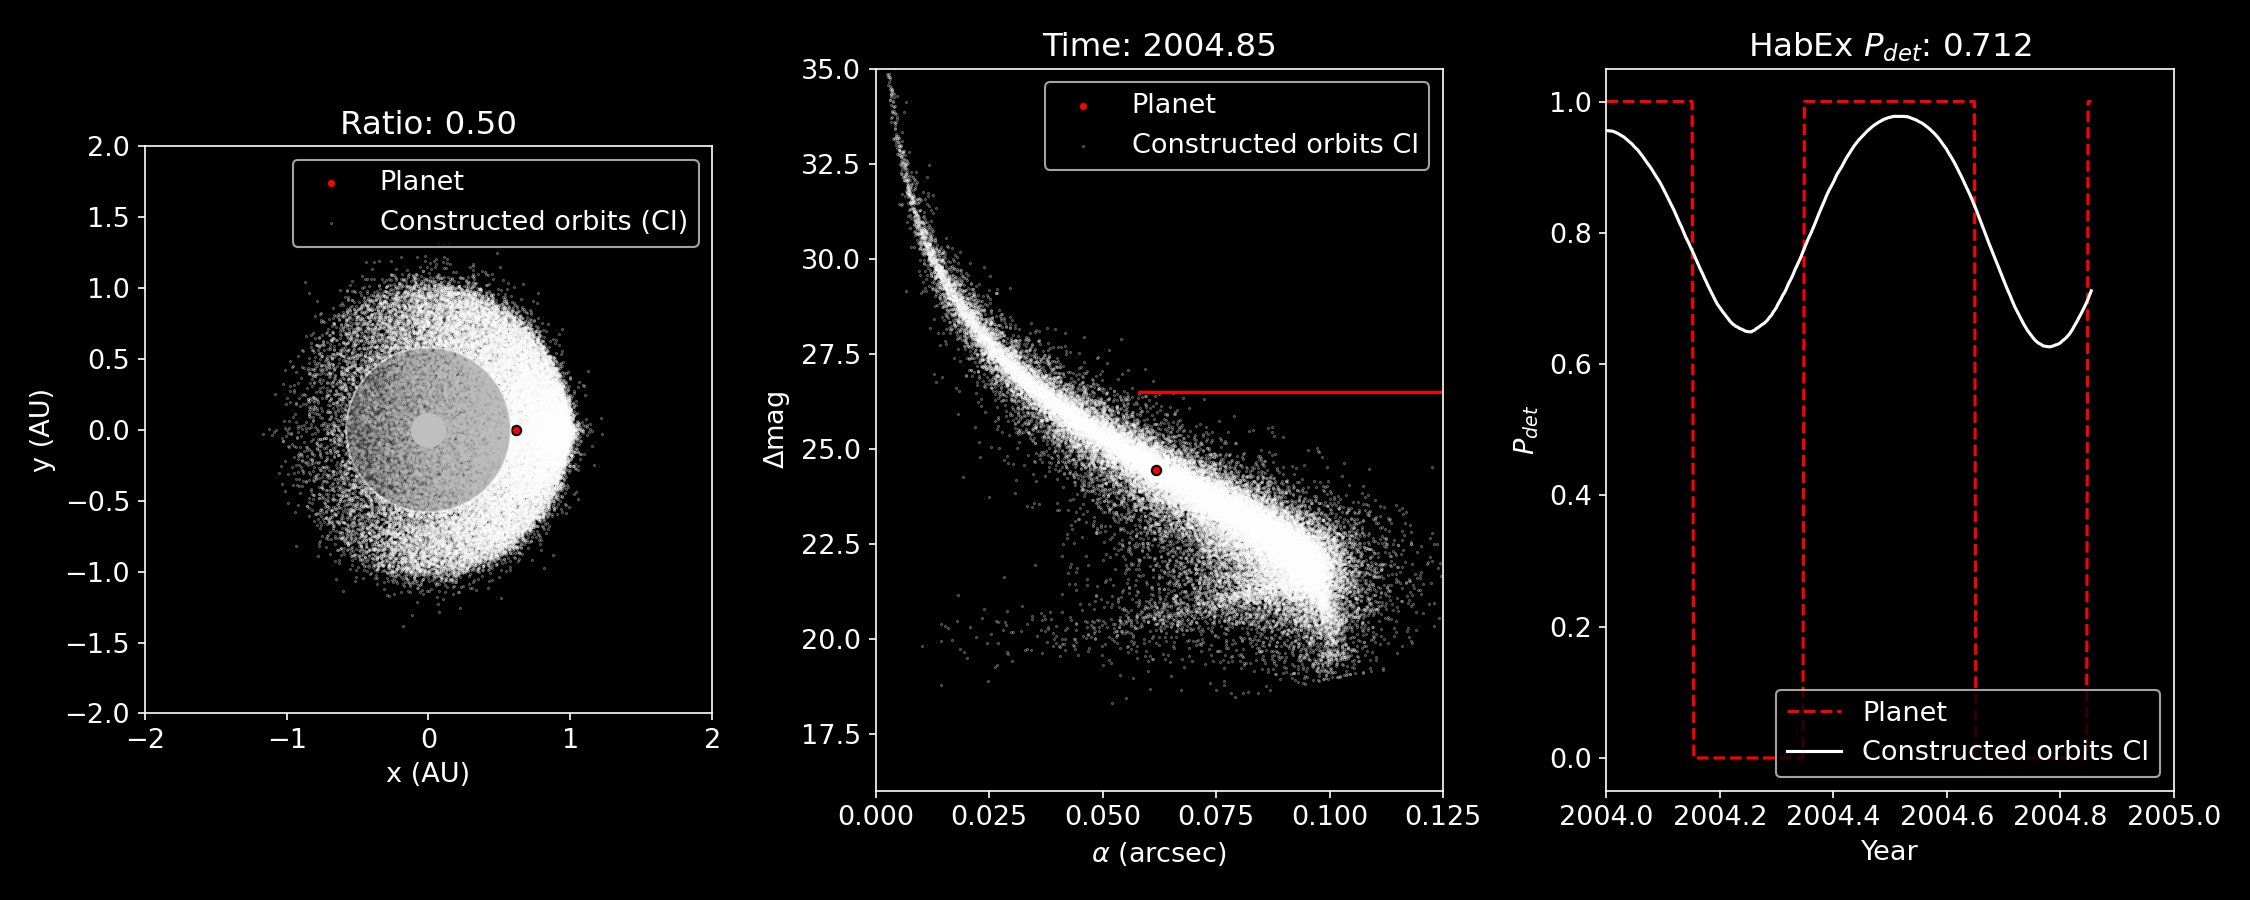 Ratio: 0.50
2.0
1.5
1.0
0.5
0.0
−0.5
−1.0
−1.5
−2.0
−2
−1
0
1
2
x (AU)
y (AU)
Planet
Constructed orbits (CI)
Time: 2004.85
35.0
32.5
30.0
27.5
25.0
22.5
20.0
17.5
0.000
0.025
0.050
0.075
0.100
0.125
α (arcsec)
Δmag
Planet
Constructed orbits CI
HabEx P_det: 0.712
1.0
0.8
0.6
0.4
0.2
0.0
2004.0
2004.2
2004.4
2004.6
2004.8
2005.0
Year
P_det
Planet
Constructed orbits CI